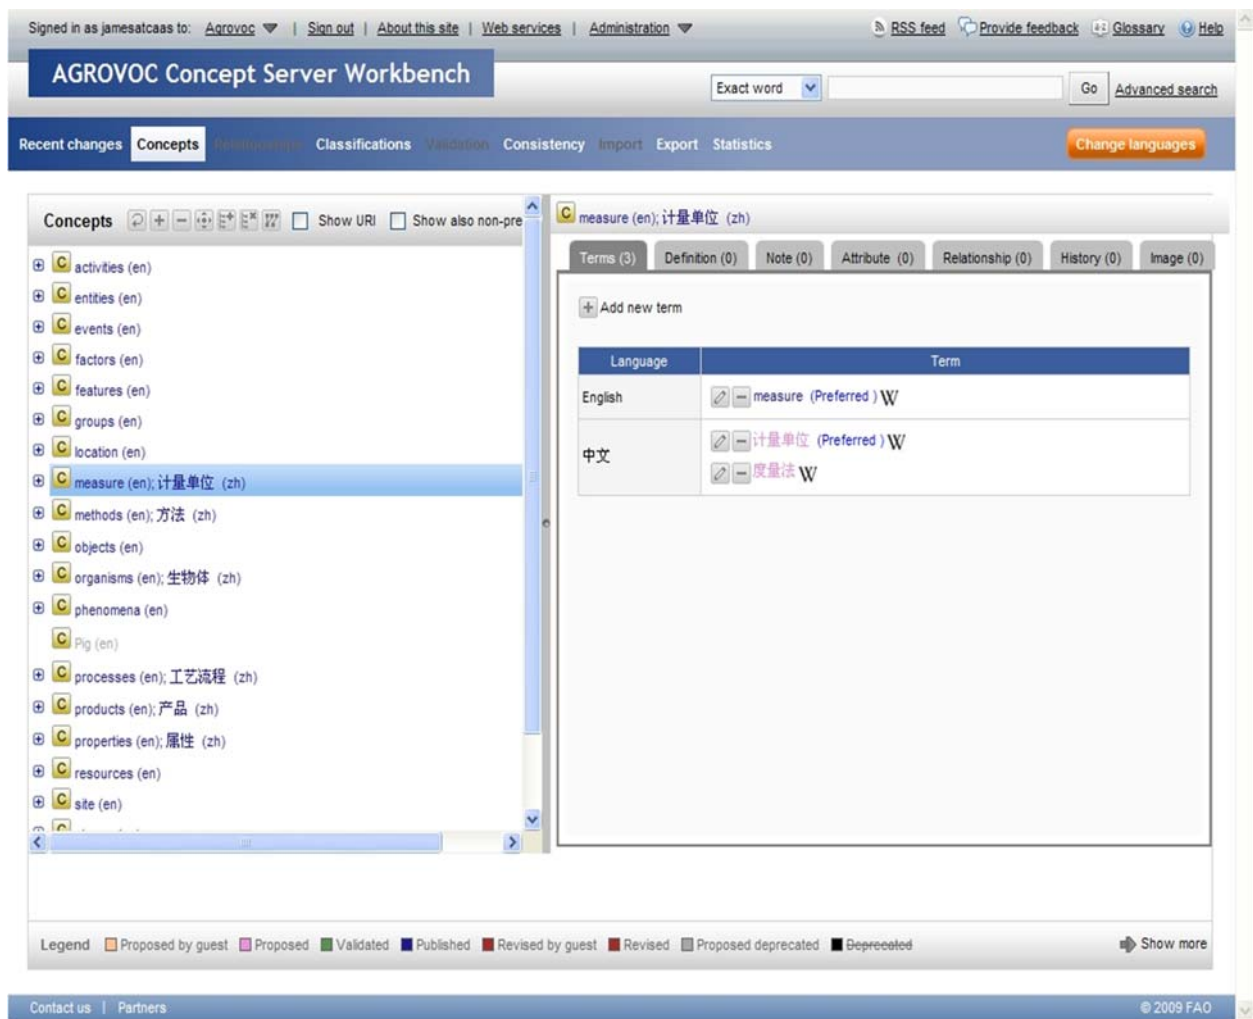 Signed in as jamesatcaas to: Agrovoc | Sign out | About this site | Web services | Administration RSS feed Provide feedback Glossary Help
AGROVOC Concept Server Workbench
Exact word Go Advanced search
Recent changes Concepts Relationships Classifications Validation Consistency Import Export Statistics Change languages
Concepts Show URI Show also non-pre
C measure (en); 计量单位 (zh)
Terms (3) Definition (0) Note (0) Attribute (0) Relationship (0) History (0) Image (0)
C activities (en)
C entities (en)
C events (en)
C factors (en)
C features (en)
C groups (en)
C location (en)
C measure (en); 计量单位 (zh)
C methods (en); 方法 (zh)
C objects (en)
C organisms (en); 生物体 (zh)
C phenomena (en)
C Pig (en)
C processes (en); 工艺流程 (zh)
C products (en); 产品 (zh)
C properties (en); 属性 (zh)
C resources (en)
C site (en)
Add new term
Language Term
English measure (Preferred ) W
中文 计量单位 (Preferred ) W
度量法 W
Legend Proposed by guest Proposed Validated Published Revised by guest Revised Proposed deprecated Deprecated Show more
Contact us | Partners © 2009 FAO